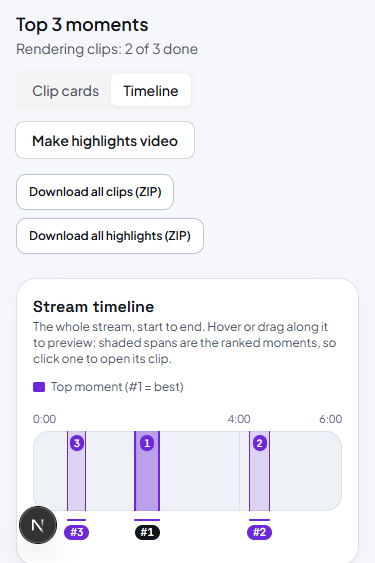 Top 3 moments
Rendering clips: 2 of 3 done
Clip cards
Timeline
Make highlights video
Download all clips (ZIP)
Download all highlights (ZIP)
Stream timeline
The whole stream, start to end. Hover or drag along it
to preview; shaded spans are the ranked moments, so
click one to open its clip.
Top moment (#1 = best)
0:00
4:00
6:00
3
1
2
N
#3
#1
#2